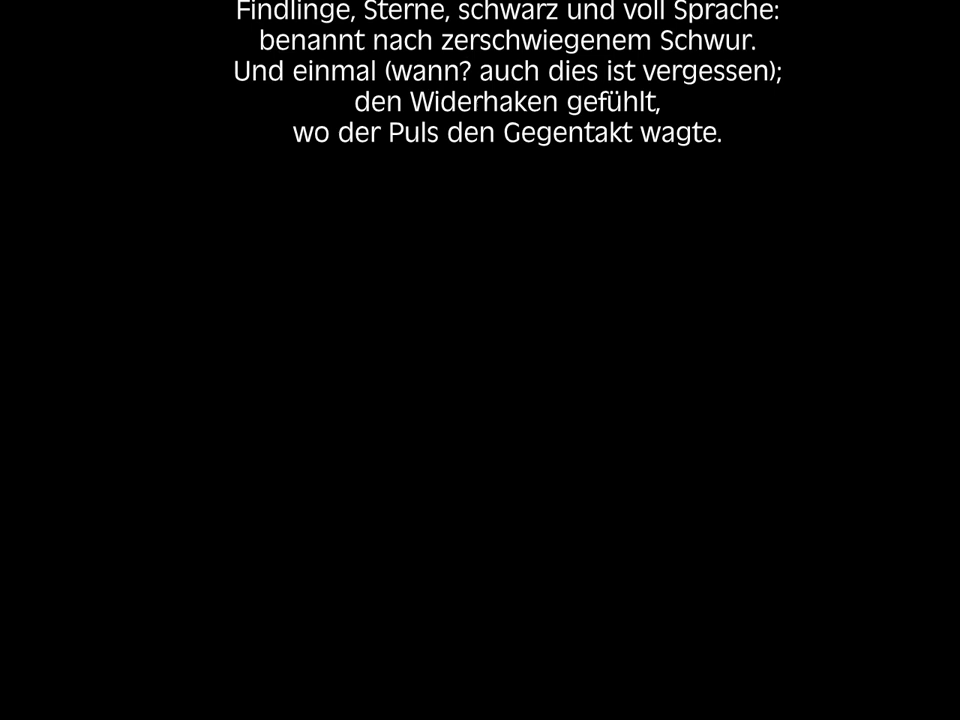 Findlinge, Sterne, schwarz und voll Sprache:
benannt nach zerschwiegenem Schwur.
Und einmal (wann? auch dies ist vergessen);
den Widerhaken gefühlt,
wo der Puls den Gegentakt wagte.